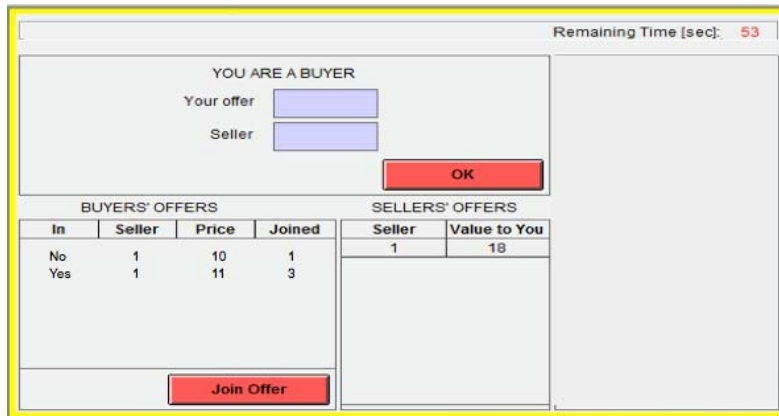 Remaining Time [sec]: 53
YOU ARE A BUYER
Your offer
Seller
OK
BUYERS' OFFERS
In Seller Price Joined
No 1 10 1
Yes 1 11 3
Join Offer
SELLERS' OFFERS
Seller Value to You
1 18